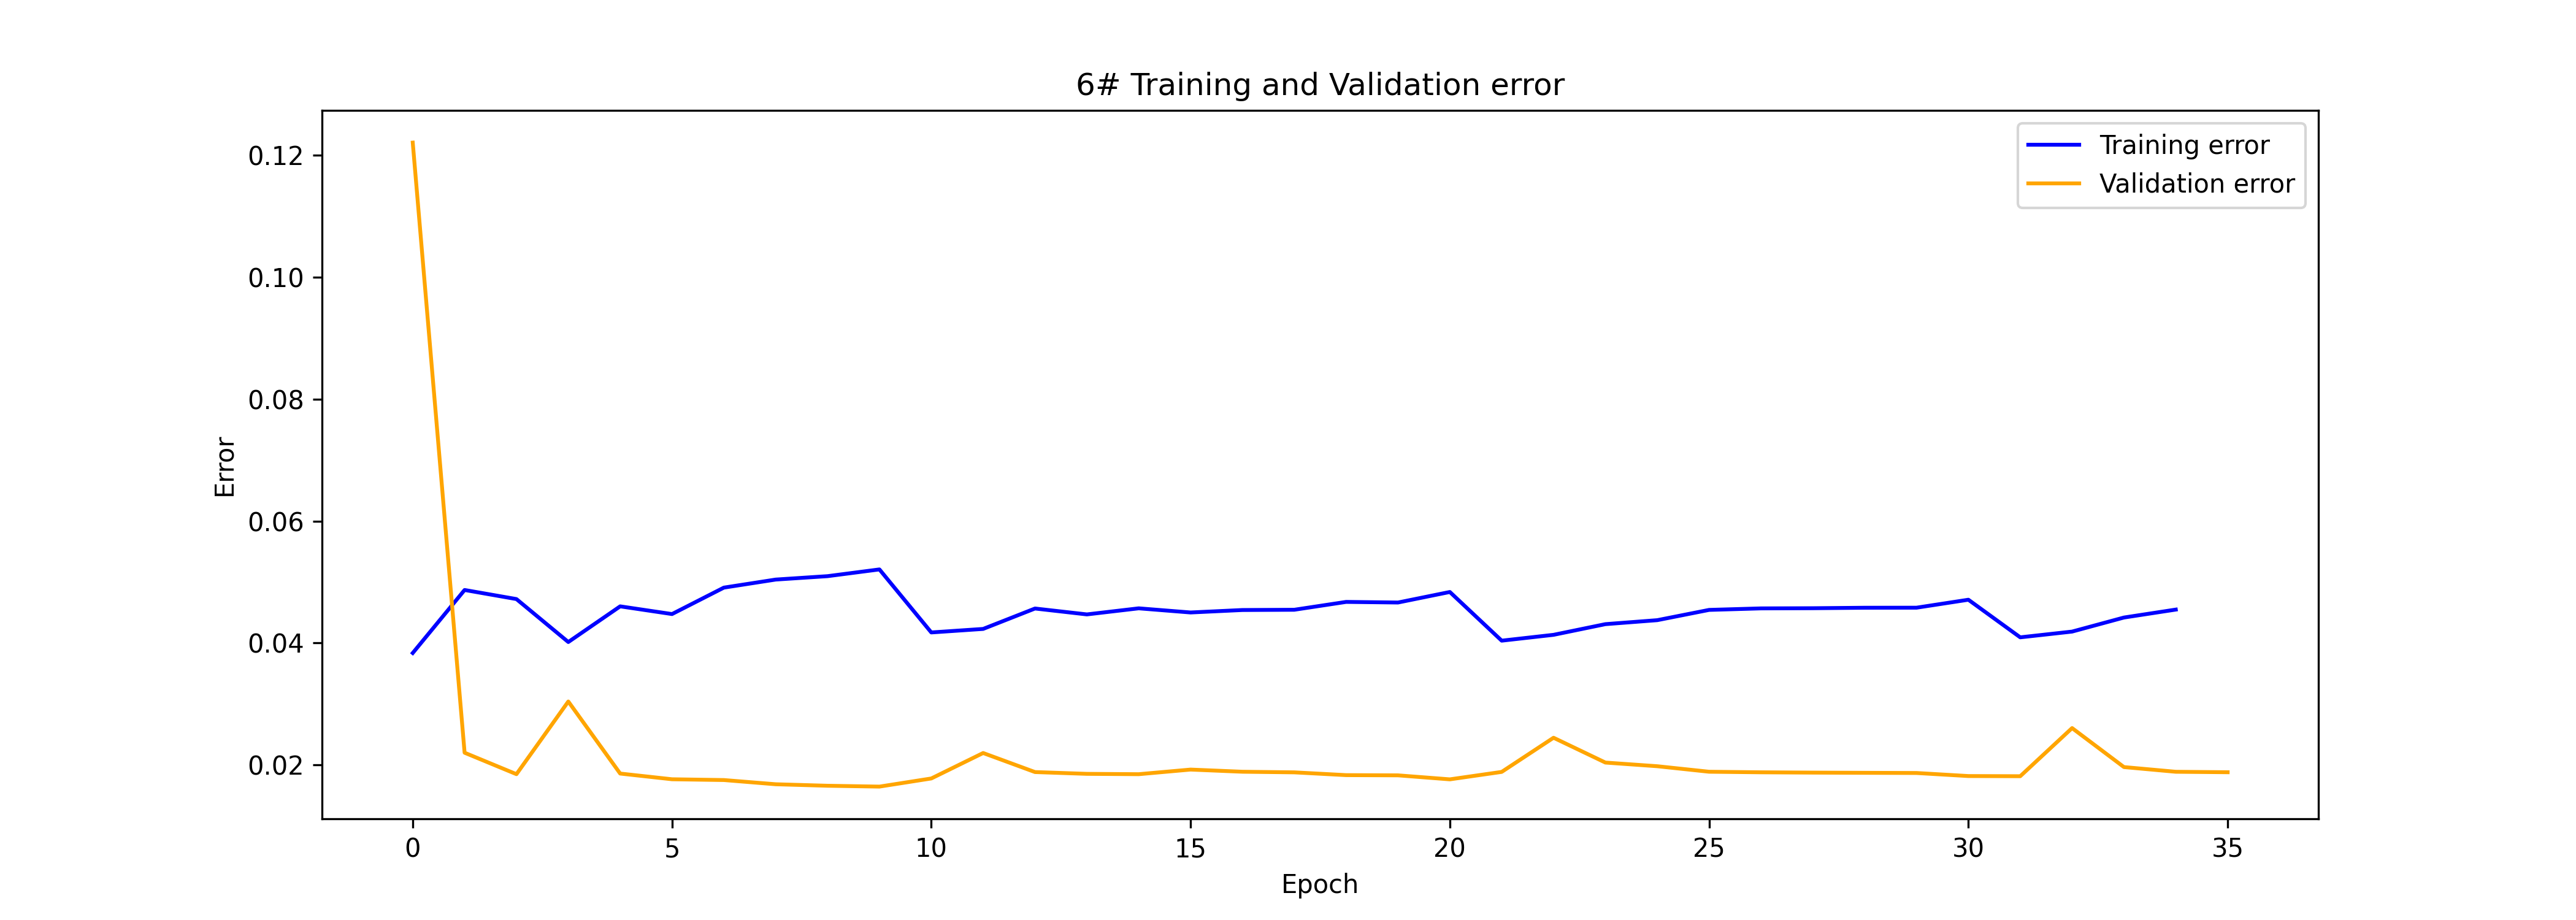 6# Training and Validation error
Training error
Validation error
0.12
0.10
0.08
0.06
0.04
0.02
Error
0 5 10 15 20 25 30 35
Epoch